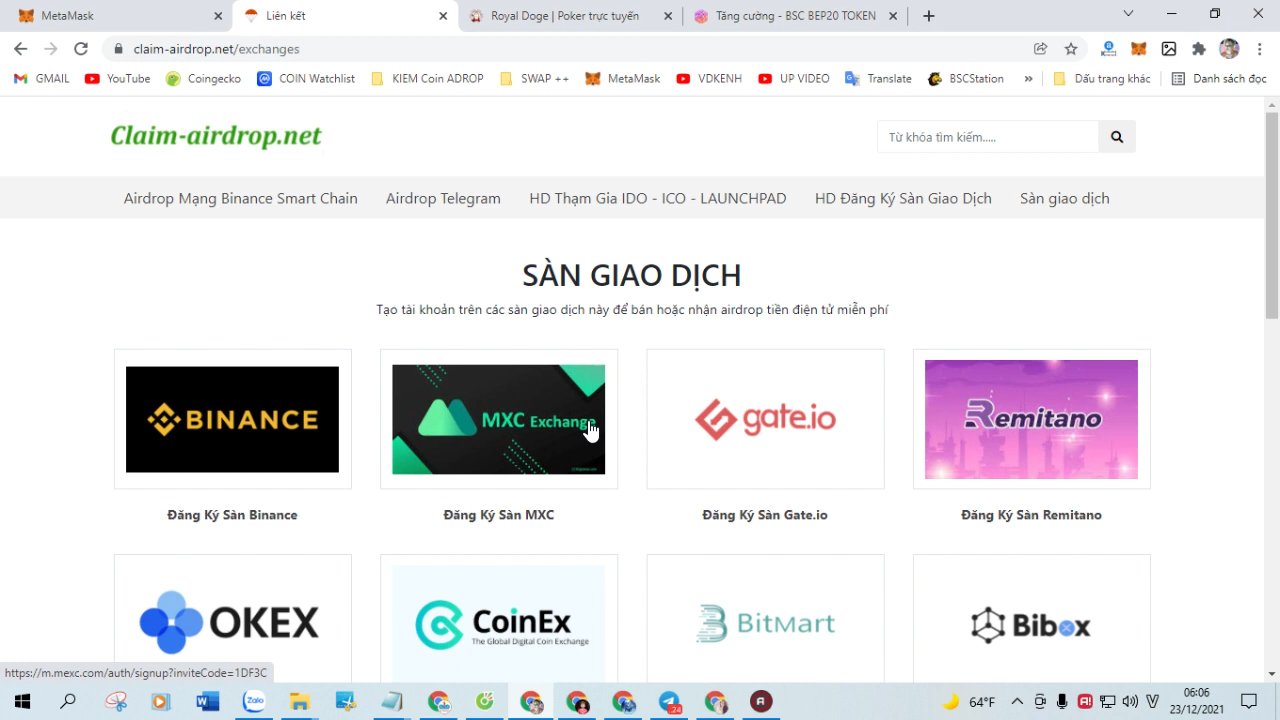 MetaMask
Liên kết
Royal Doge | Poker trực tuyến
Tăng cường - BSC BEP20 TOKEN
claim-airdrop.net/exchanges
GMAIL
YouTube
Coingecko
COIN Watchlist
KIEM Coin ADROP
SWAP ++
MetaMask
VDKENH
UP VIDEO
Translate
BSCStation
»
Dấu trang khác
Danh sách đọc
Claim-airdrop.net
Từ khóa tìm kiếm.....
Airdrop Mạng Binance Smart Chain
Airdrop Telegram
HD Thạm Gia IDO - ICO - LAUNCHPAD
HD Đăng Ký Sàn Giao Dịch
Sàn giao dịch
SÀN GIAO DỊCH
Tạo tài khoản trên các sàn giao dịch này để bán hoặc nhận airdrop tiền điện tử miễn phí
BINANCE
MXC Exchange
gate.io
Remitano
Đăng Ký Sàn Binance
Đăng Ký Sàn MXC
Đăng Ký Sàn Gate.io
Đăng Ký Sàn Remitano
OKEX
CoinEx
The Global Digital Coin Exchange
BitMart
Bibox
https://m.mexc.com/auth/signup?inviteCode=1DF3C
Zalo
24
64°F
06:06
23/12/2021